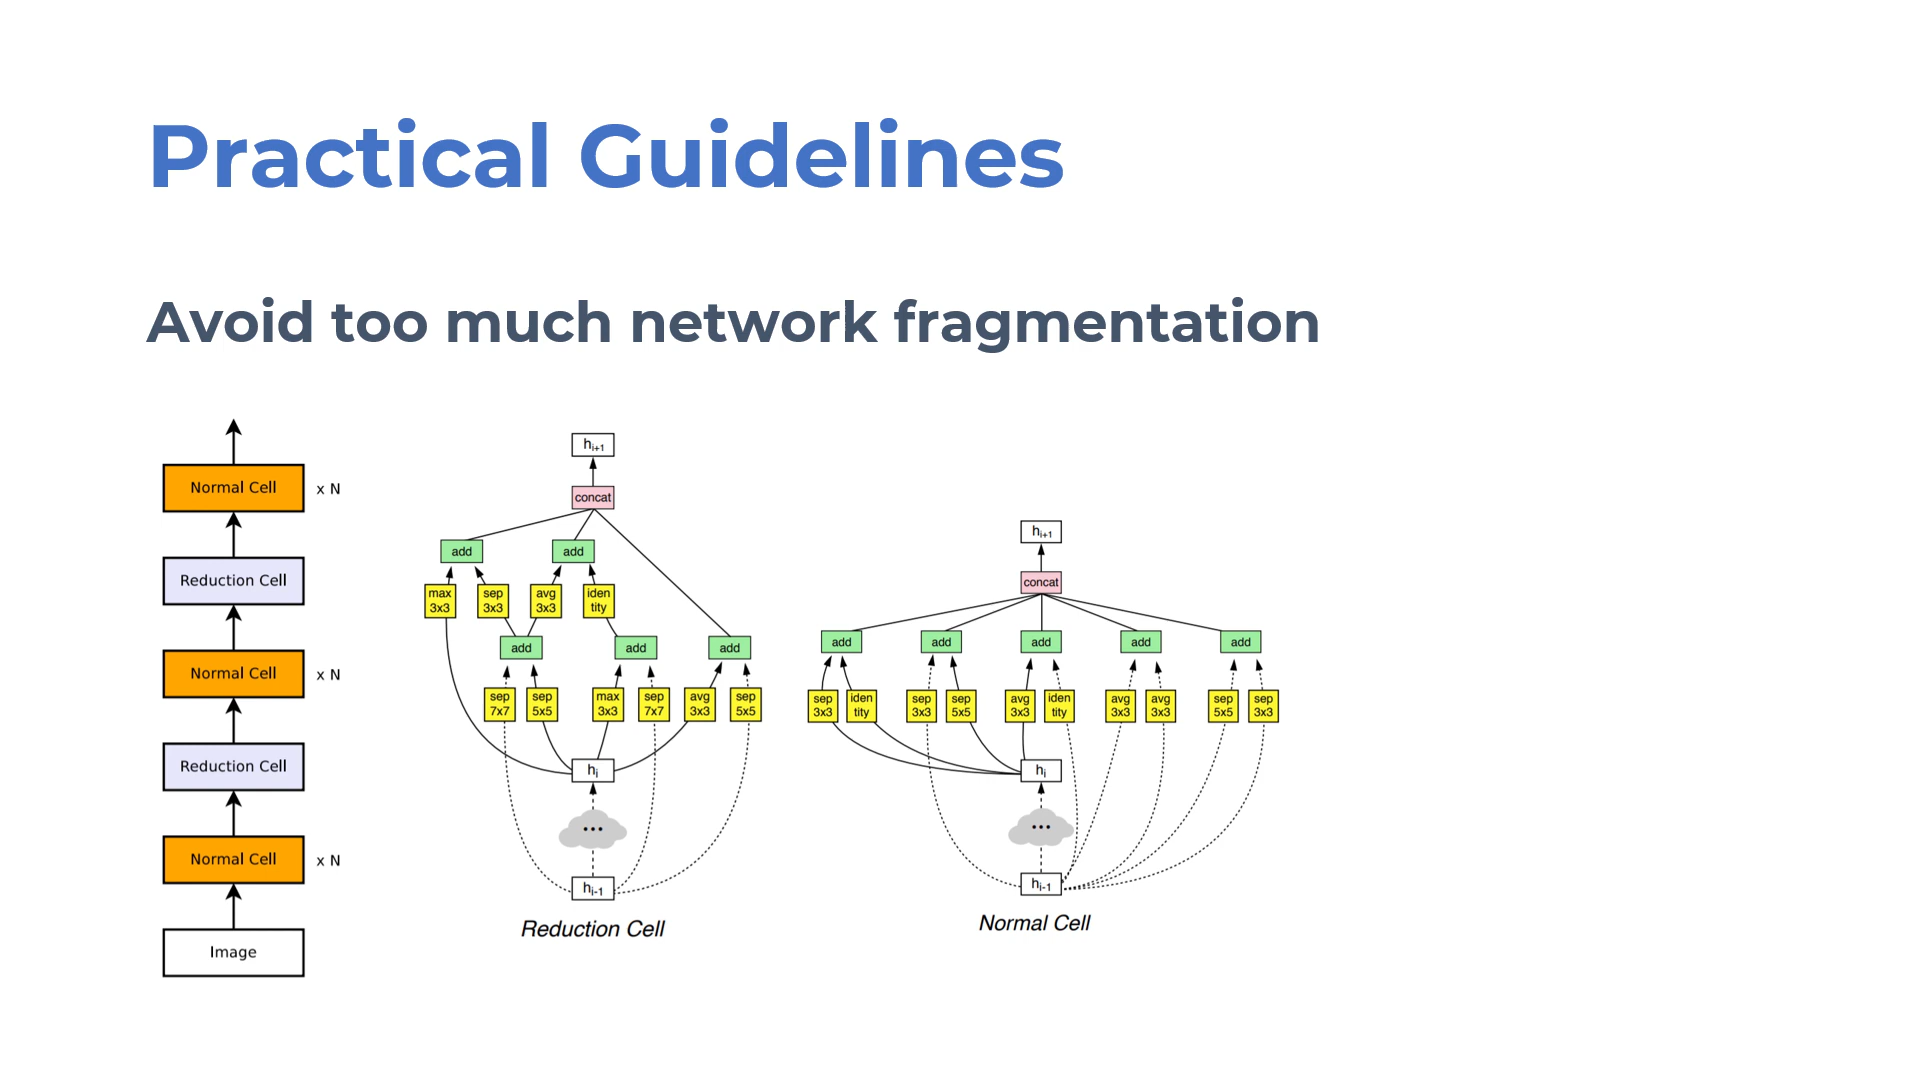 Practical Guidelines
Avoid too much network fragmentation
Normal Cell
x N
Reduction Cell
Normal Cell
x N
Reduction Cell
Normal Cell
x N
Image
hi+1
concat
add
add
max
3x3
sep
3x3
avg
3x3
iden
tity
add
add
add
sep
7x7
sep
5x5
max
3x3
sep
7x7
avg
3x3
sep
5x5
hi
...
hi-1
Reduction Cell
hi+1
concat
add
add
add
add
add
sep
3x3
iden
tity
sep
3x3
sep
5x5
avg
3x3
iden
tity
avg
3x3
avg
3x3
sep
5x5
sep
3x3
hi
...
hi-1
Normal Cell